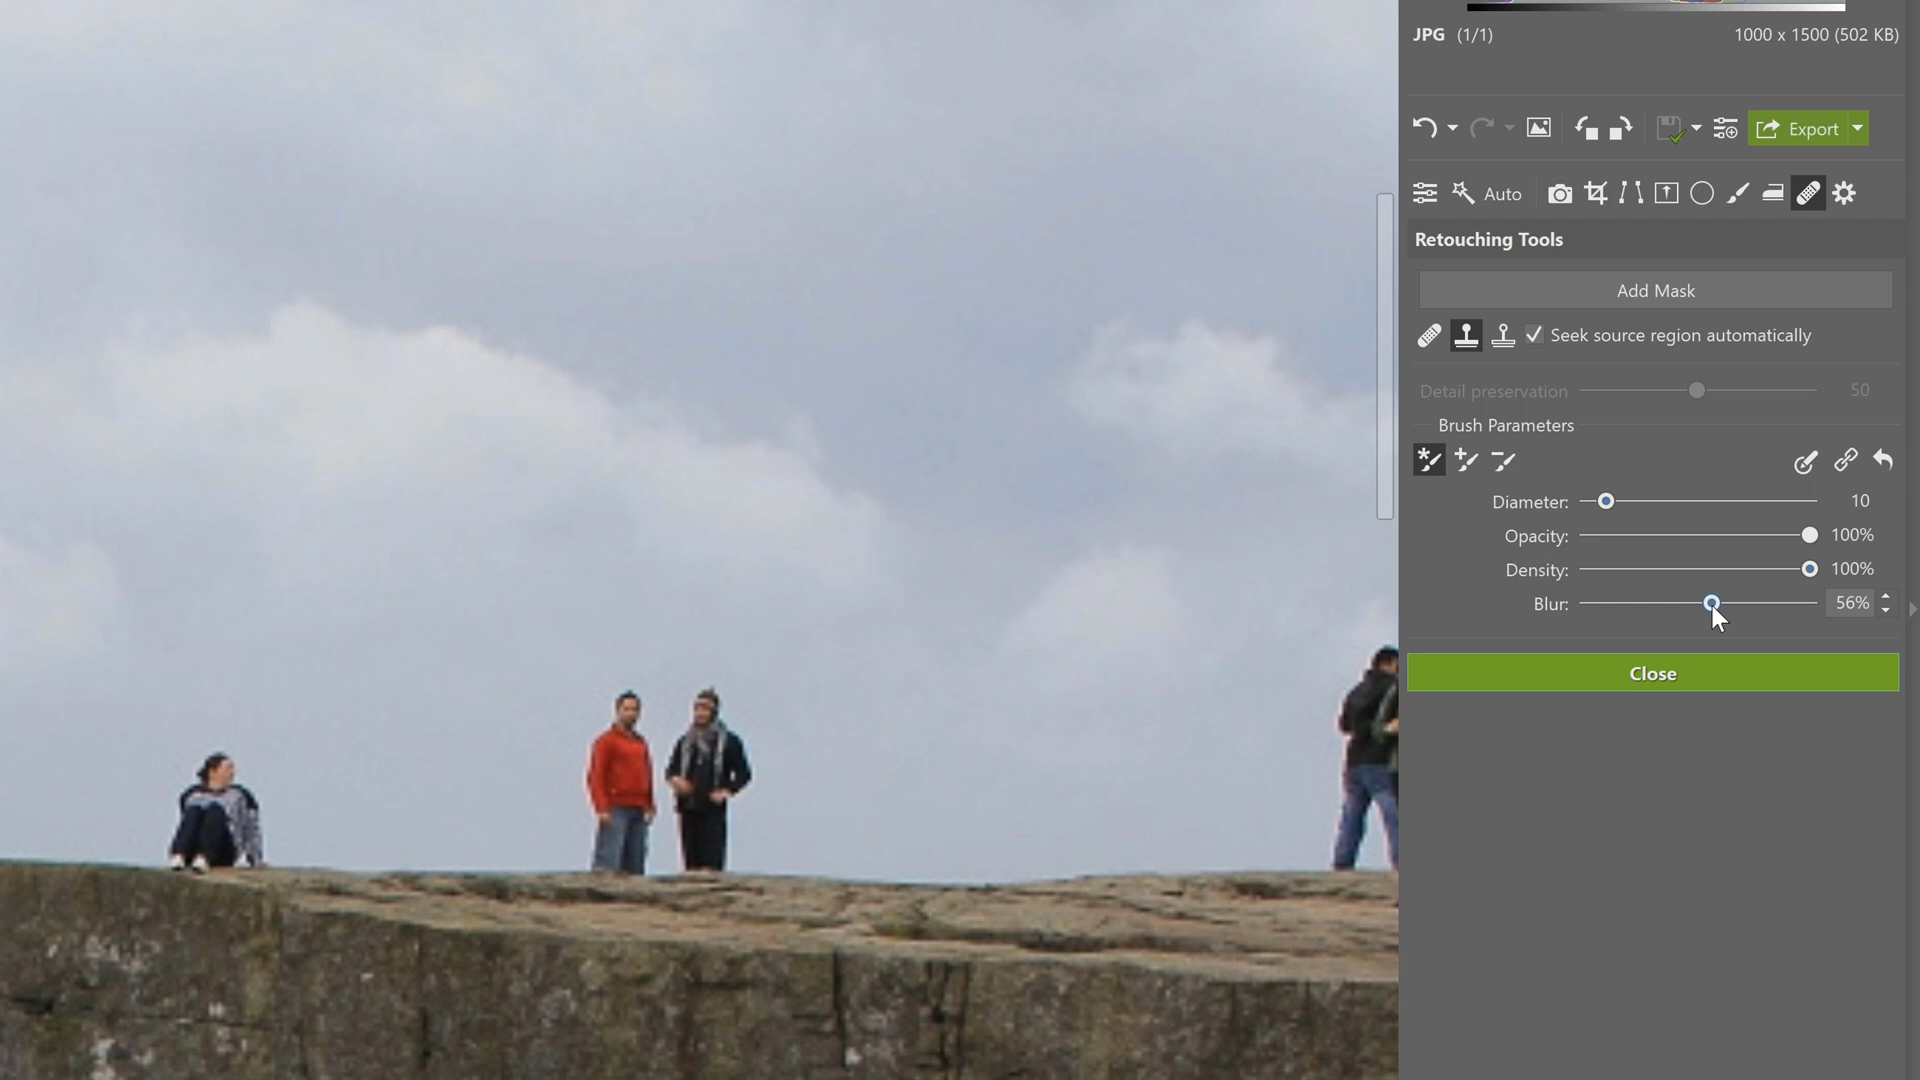 JPG (1/1) 1000 x 1500 (502 KB)
Export
Auto
Retouching Tools
Add Mask
Seek source region automatically
Detail preservation 50
Brush Parameters
Diameter: 10
Opacity: 100%
Density: 100%
Blur: 56%
Close